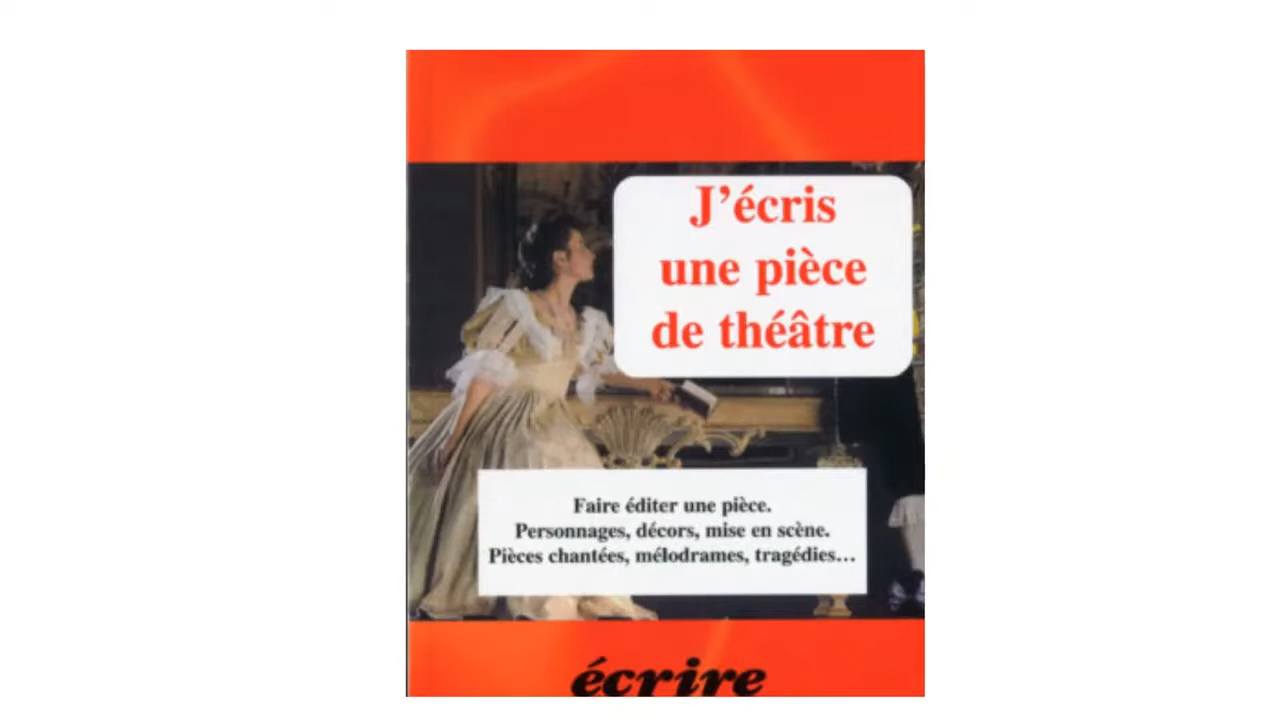 J’écris
une pièce
de théâtre
Faire éditer une pièce.
Personnages, décors, mise en scène.
Pièces chantées, mélodrames, tragédies…
écrire